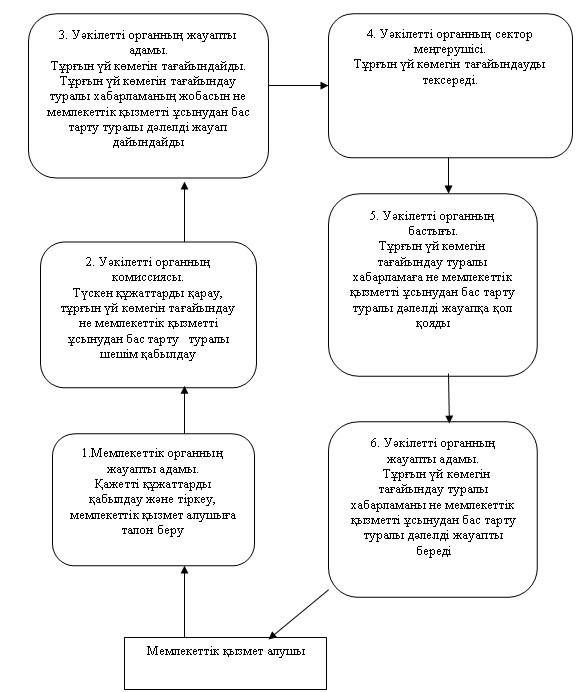 3. Уәкілетті органның жауапты
адамы.
Тұрғын үй көмегін тағайындайды.
Тұрғын үй көмегін тағайындау
туралы хабарламаның жобасын не
мемлекеттік қызметті ұсынудан бас
тарту туралы дәлелді жауап
дайындайды
4. Уәкілетті органның сектор
меңгерушісі.
Тұрғын үй көмегін тағайындауды
тексереді.
5. Уәкілетті органның
бастығы.
Тұрғын үй көмегін
тағайындау туралы
хабарламаға не мемлекеттік
қызметті ұсынудан бас тарту
туралы дәлелді жауапқа қол
қояды
2. Уәкілетті органның
комиссиясы.
Түскен құжаттарды қарау,
тұрғын үй көмегін тағайындау
не мемлекеттік қызметті
ұсынудан бас тарту туралы
шешім қабылдау
1.Мемлекеттік органның
жауапты адамы.
Қажетті құжаттарды
қабылдау және тіркеу,
мемлекеттік қызмет алушыға
талон беру
6. Уәкілетті органның
жауапты адамы.
Тұрғын үй көмегін
тағайындау туралы
хабарламаны не мемлекеттік
қызметті ұсынудан бас тарту
туралы дәлелді жауапты
береді
Мемлекеттік қызмет алушы